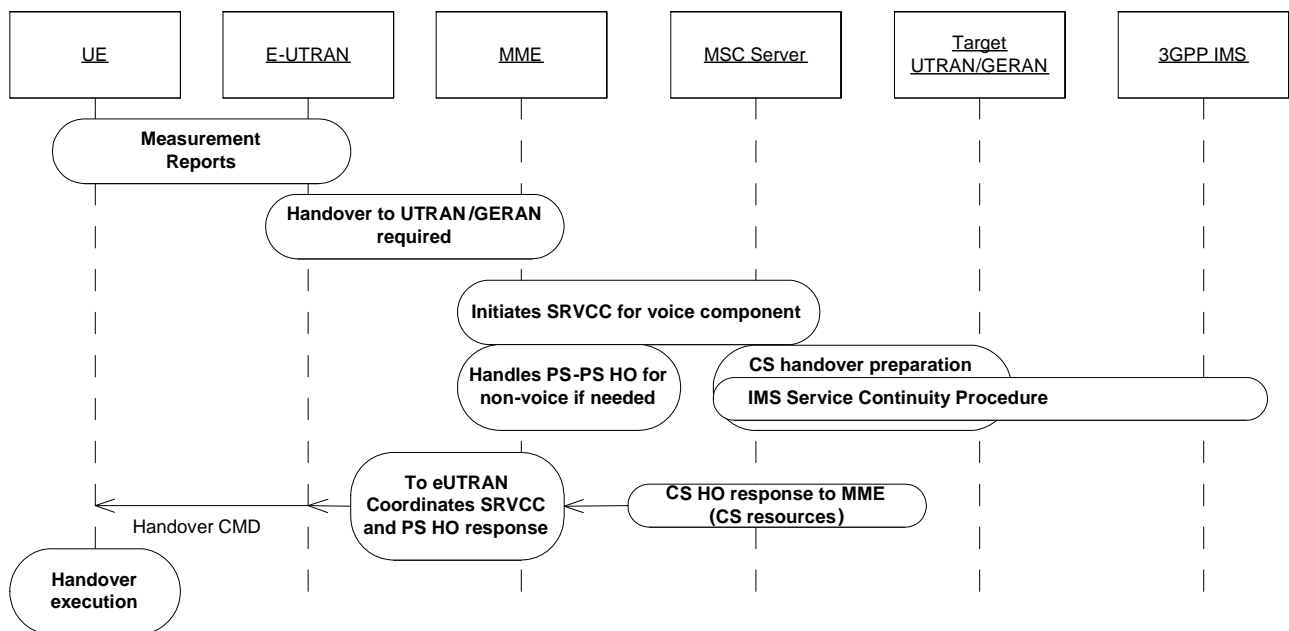 UE
E-UTRAN
MME
MSC Server
Target
UTRAN/GERAN
3GPP IMS
Measurement
Reports
Handover to UTRAN/GERAN
required
Initiates SRVCC for voice component
Handles PS-PS HO for
non-voice if needed
CS handover preparation
IMS Service Continuity Procedure
To eUTRAN
Coordinates SRVCC
and PS HO response
CS HO response to MME
(CS resources)
Handover CMD
Handover
execution